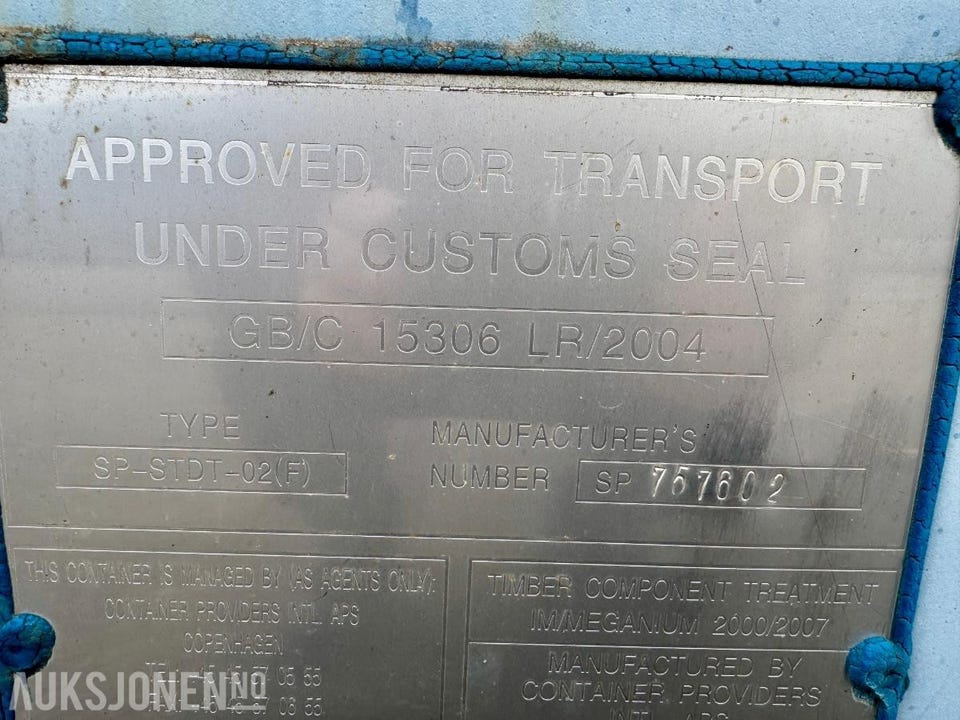 APPROVED FOR TRANSPORT
UNDER CUSTOMS SEAL
GB/C 15306 LR/2004
TYPE
SP-STDT-02(F)
MANUFACTURER'S
NUMBER SP 757602
THIS CONTAINER IS MANAGED BY (AS AGENTS ONLY):
CONTAINER PROVIDERS INTL APS
COPENHAGEN
TIMBER COMPONENT TREATMENT
IM/MEGANIUM 2000/2007
MANUFACTURED BY
CONTAINER PROVIDERS
INTL APS
AUKSJONEN NO